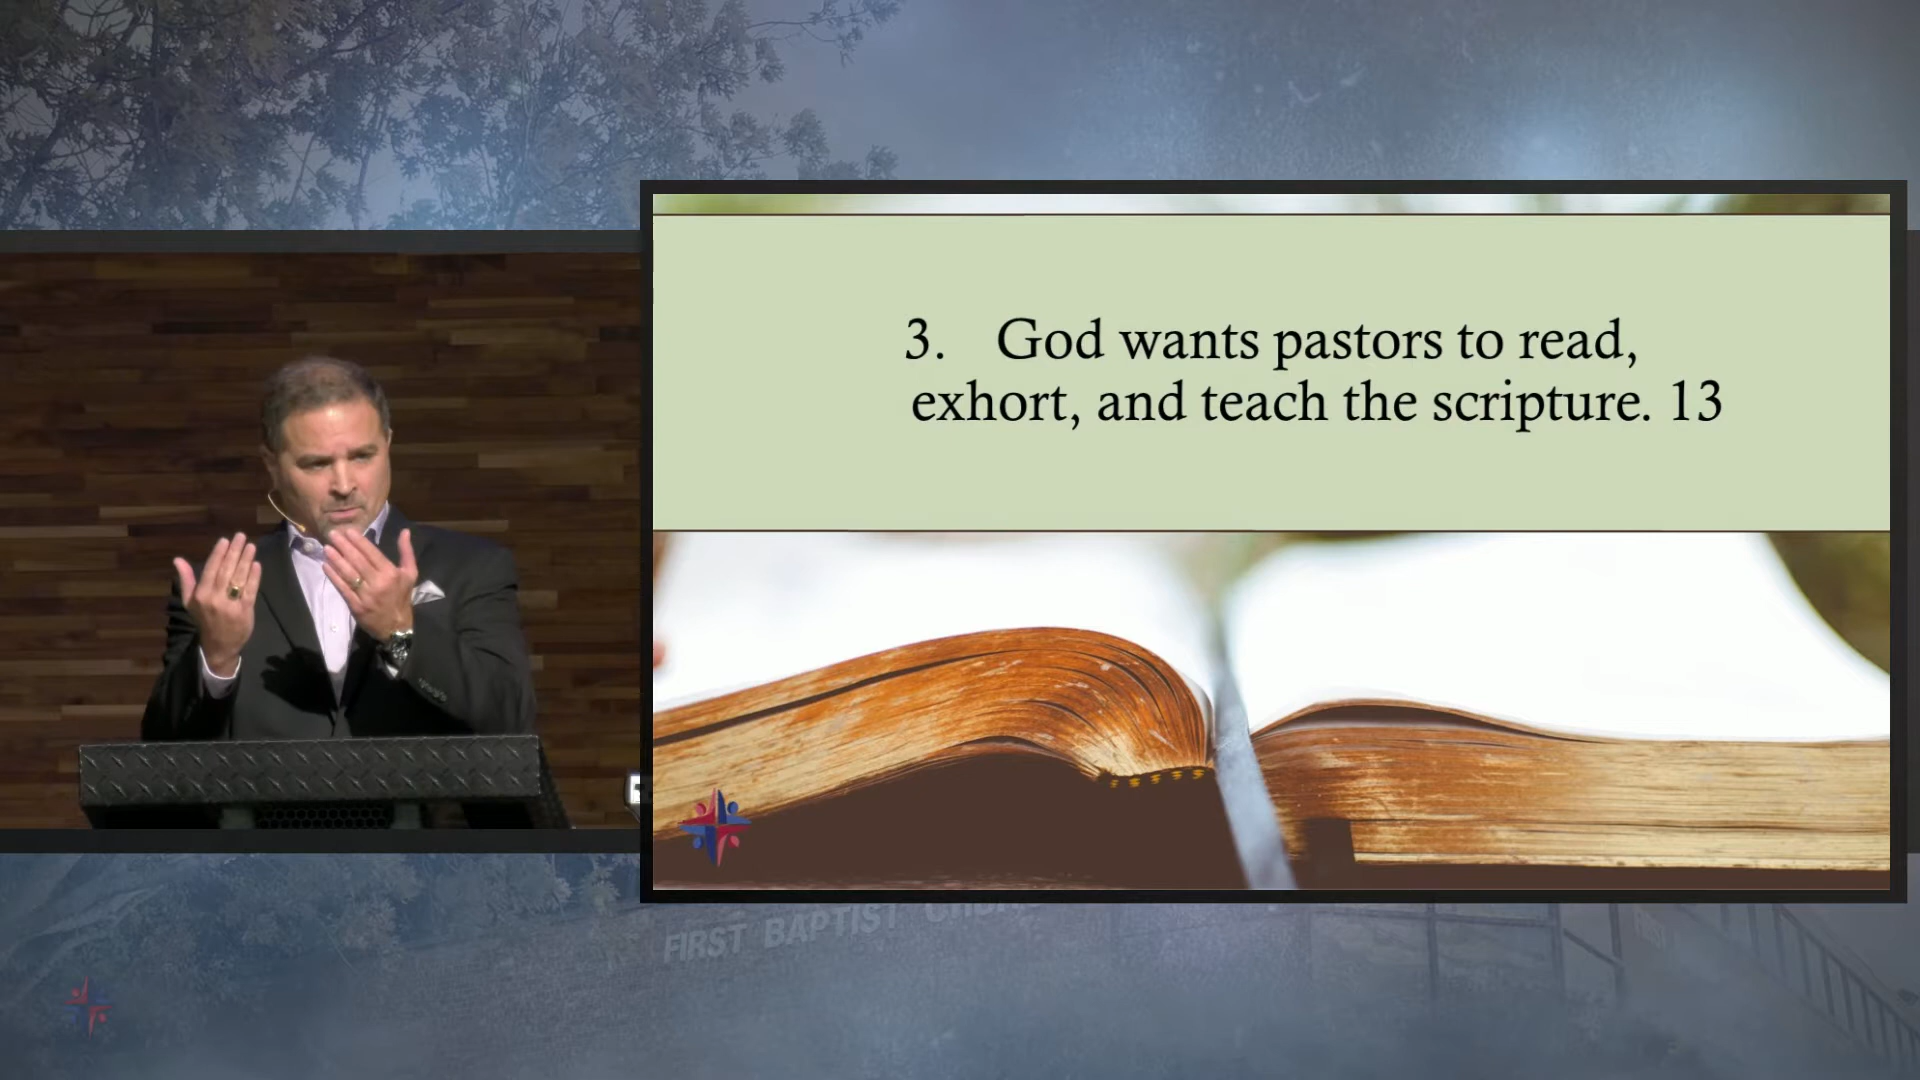 3. God wants pastors to read,
exhort, and teach the scripture. 13
FIRST BAPTIST